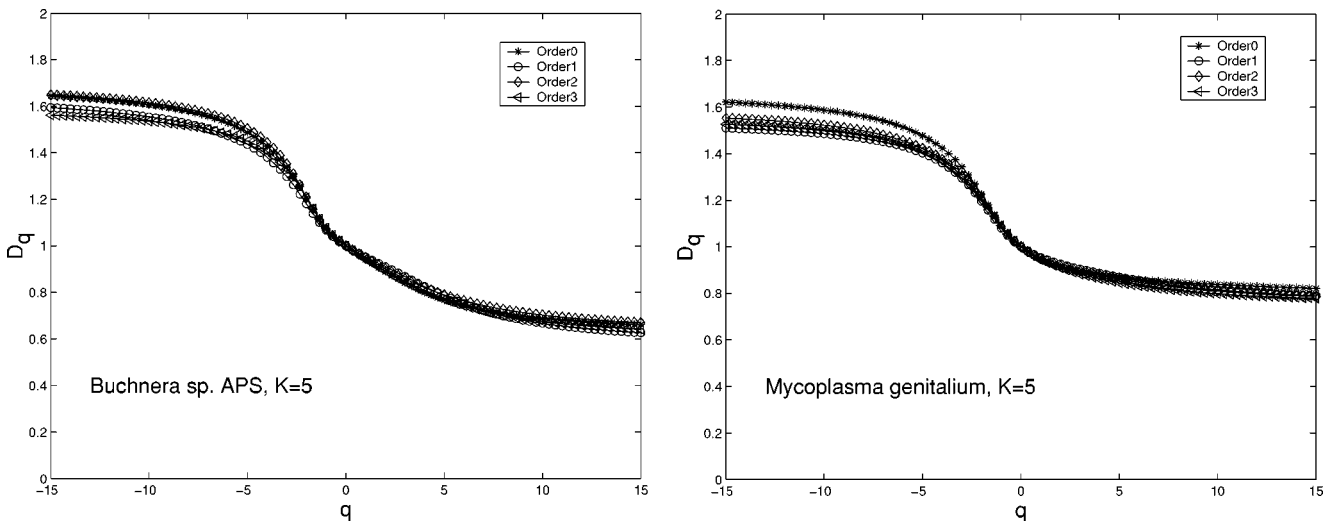 2
1.8
1.6
1.4
1.2
1
0.8
0.6
0.4
0.2
0
Dq
Order0
Order1
Order2
Order3
Buchnera sp. APS, K=5
−15
−10
−5
0
5
10
15
q
2
1.8
1.6
1.4
1.2
1
0.8
0.6
0.4
0.2
0
Dq
Order0
Order1
Order2
Order3
Mycoplasma genitalium, K=5
−15
−10
−5
0
5
10
15
q